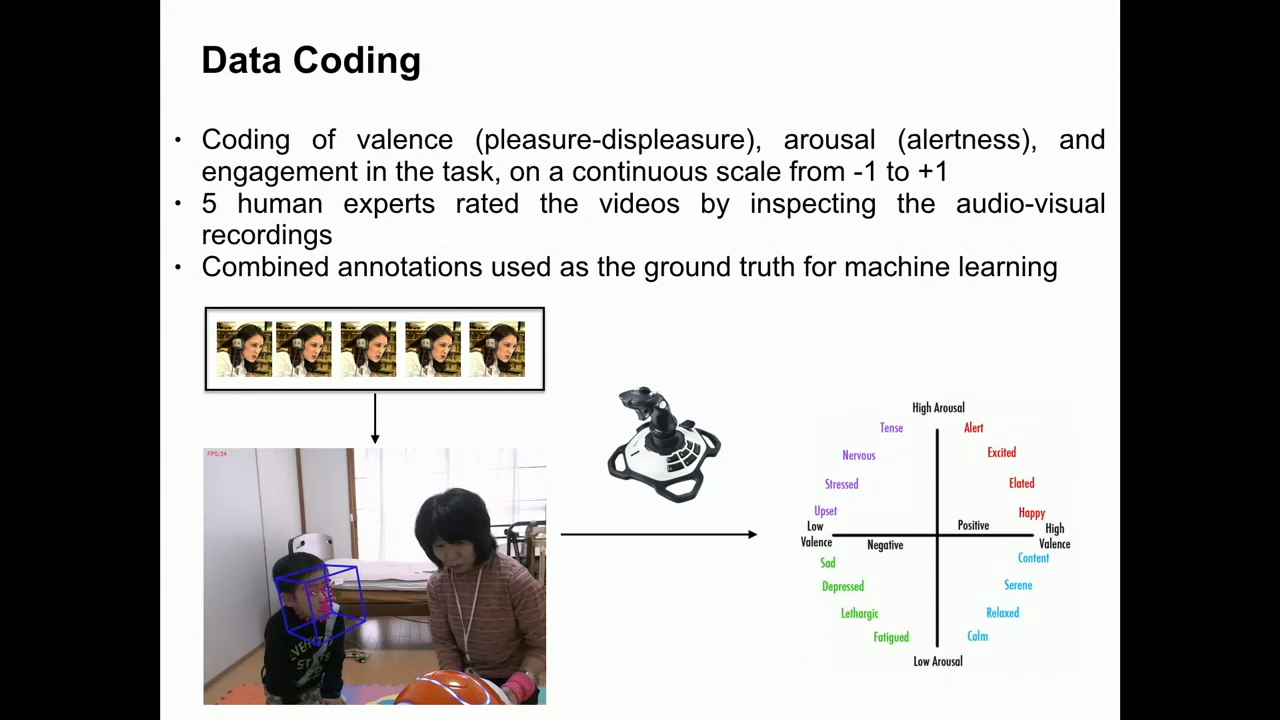 Data Coding
• Coding of valence (pleasure-displeasure), arousal (alertness), and
engagement in the task, on a continuous scale from -1 to +1
• 5 human experts rated the videos by inspecting the audio-visual
recordings
• Combined annotations used as the ground truth for machine learning
FPS:34
High Arousal
Tense
Alert
Nervous
Excited
Stressed
Elated
Upset
Happy
Low
Valence
Negative
Positive
High
Valence
Sad
Content
Depressed
Serene
Lethargic
Relaxed
Fatigued
Calm
Low Arousal